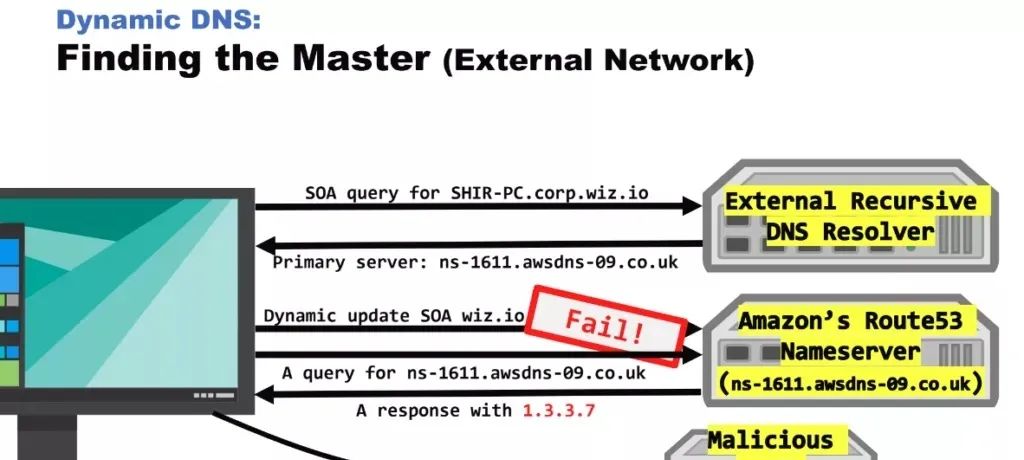 Dynamic DNS:
Finding the Master (External Network)
SOA query for SHIR-PC.corp.wiz.io
External Recursive
DNS Resolver
Primary server: ns-1611.awsdns-09.co.uk
Dynamic update SOA wiz.io
Fail!
Amazon’s Route53
Nameserver
(ns-1611.awsdns-09.co.uk)
A query for ns-1611.awsdns-09.co.uk
A response with 1.3.3.7
Malicious